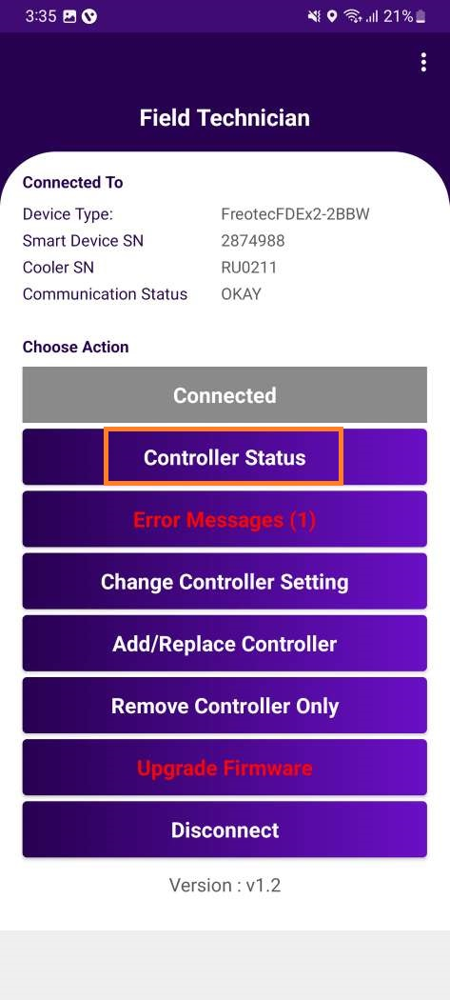 3:35 21%
Field Technician
Connected To
Device Type: FreotecFDEx2-2BBW
Smart Device SN 2874988
Cooler SN RU0211
Communication Status OKAY
Choose Action
Connected
Controller Status
Error Messages (1)
Change Controller Setting
Add/Replace Controller
Remove Controller Only
Upgrade Firmware
Disconnect
Version : v1.2